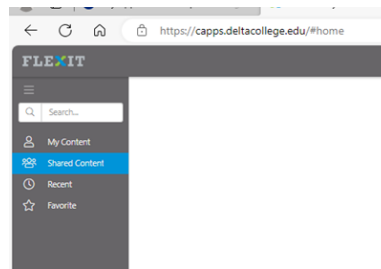 https://capps.deltacollege.edu/#home
FLEXIT
Search...
My Content
Shared Content
Recent
Favorite